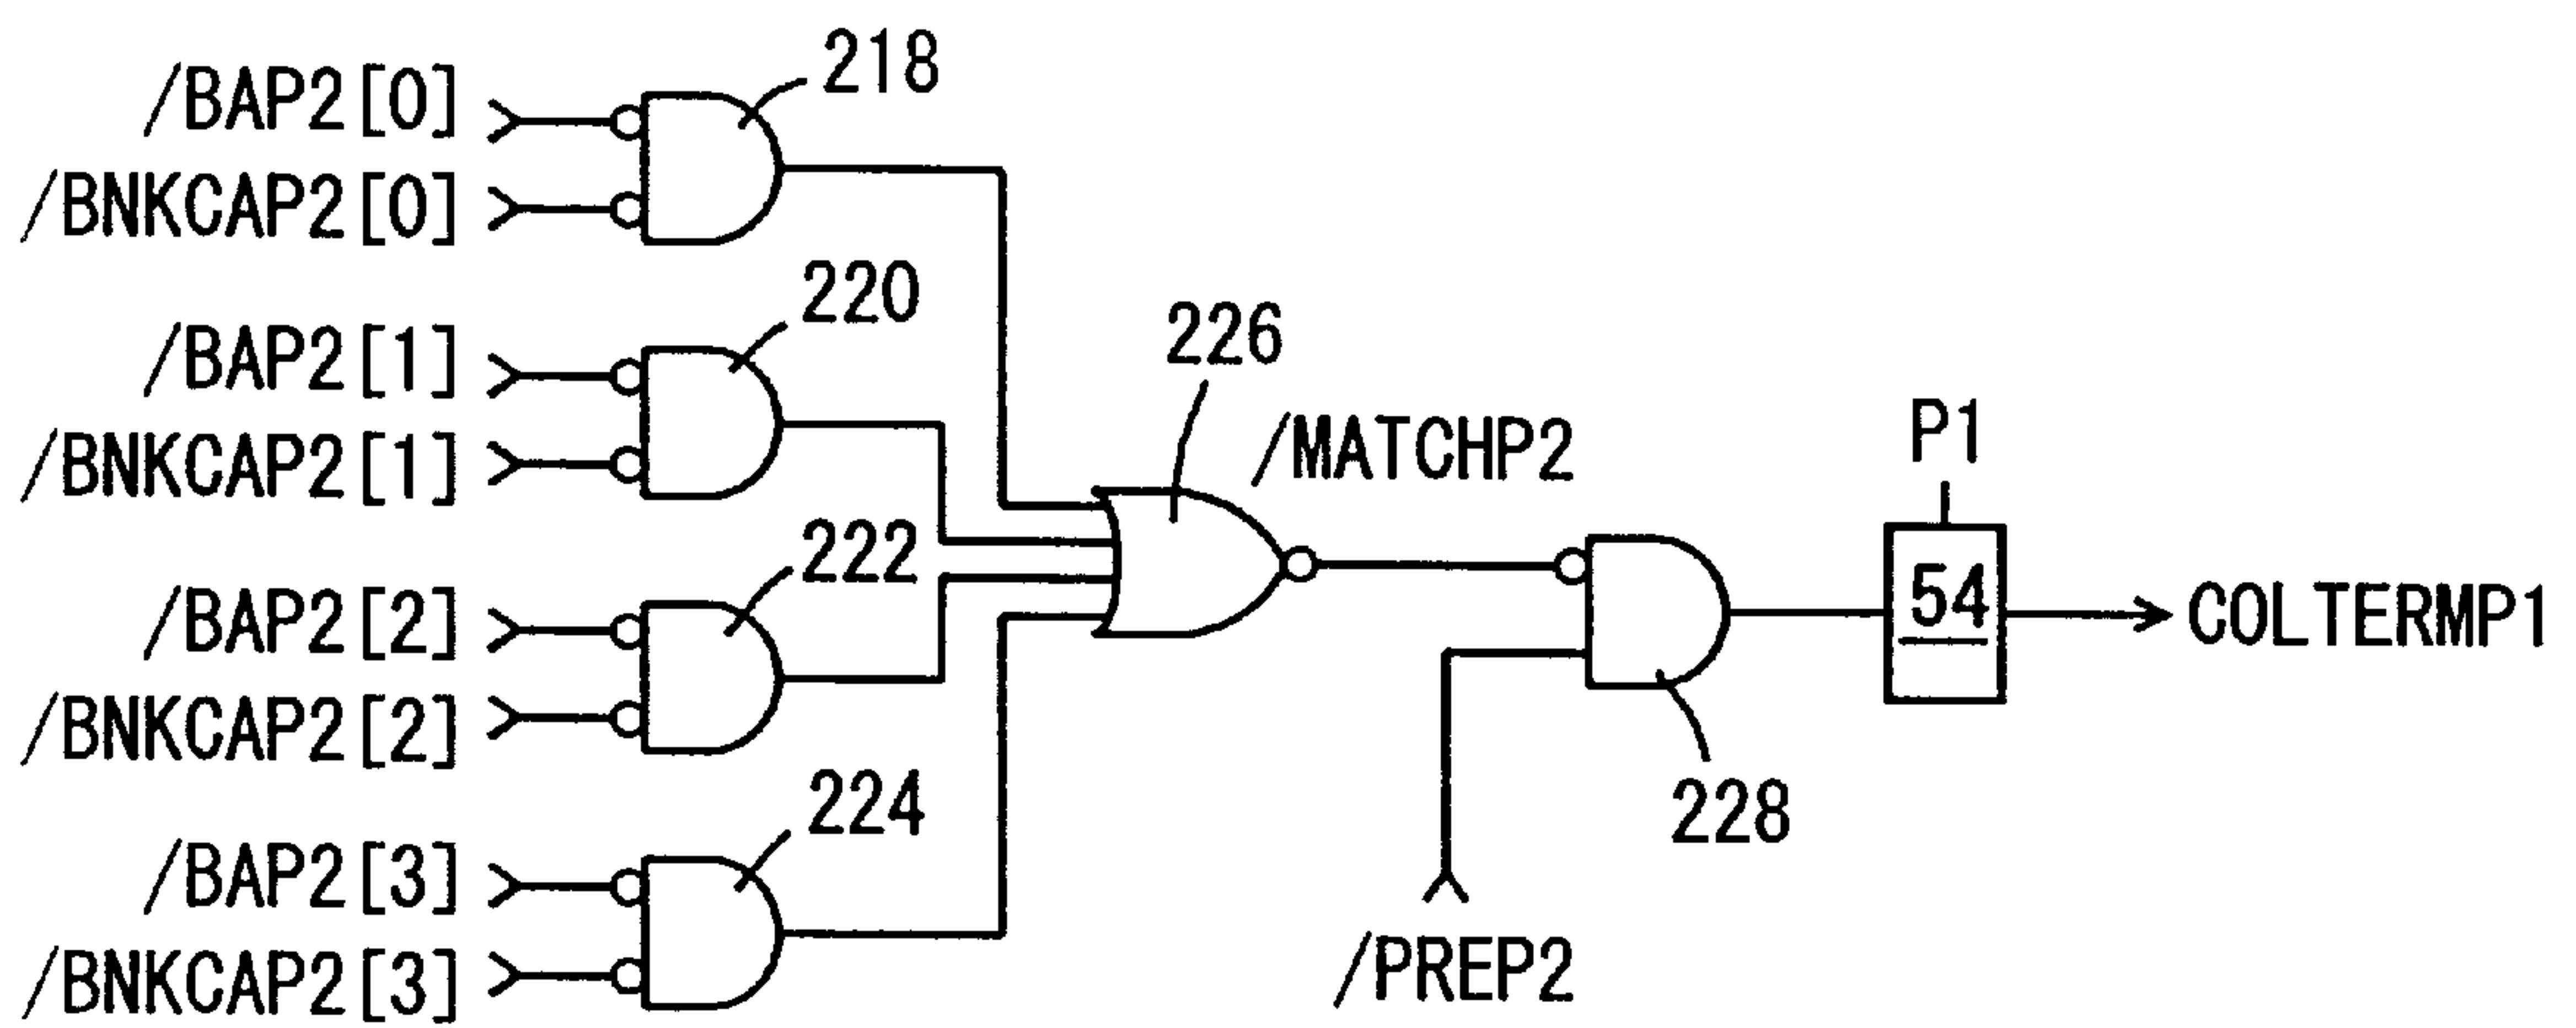 218
/BAP2[0]
/BNKCAP2[0]
220
/BAP2[1]
/BNKCAP2[1]
226
/MATCHP2
P1
222
/BAP2[2]
/BNKCAP2[2]
54
COLTERMP1
224
228
/BAP2[3]
/BNKCAP2[3]
/PREP2